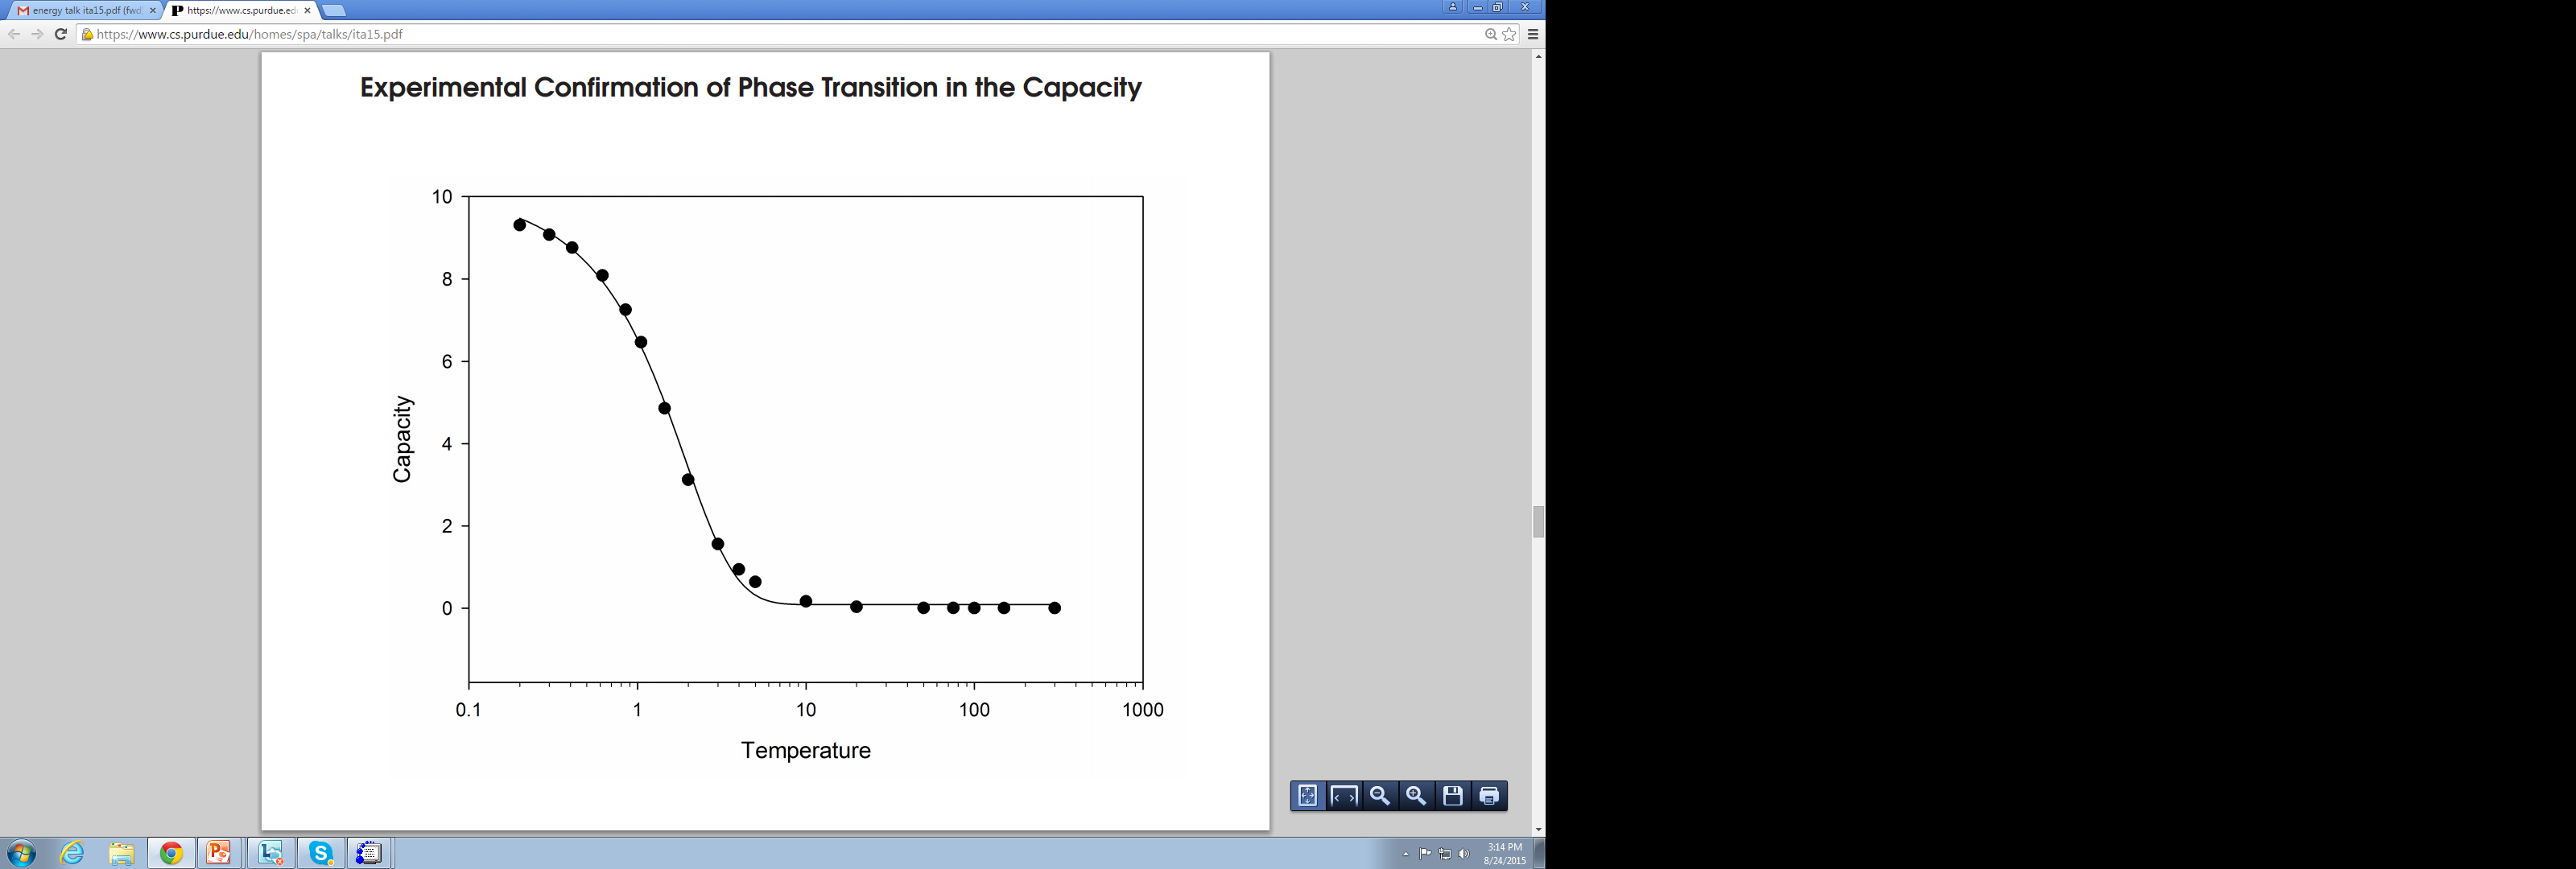 energy talk ita15.pdf (fwd)
https://www.cs.purdue.ed
https://www.cs.purdue.edu/homes/spa/talks/ita15.pdf
Experimental Confirmation of Phase Transition in the Capacity
10
8
6
4
2
0
Capacity
0.1 1 10 100 1000
Temperature
3:14 PM
8/24/2015